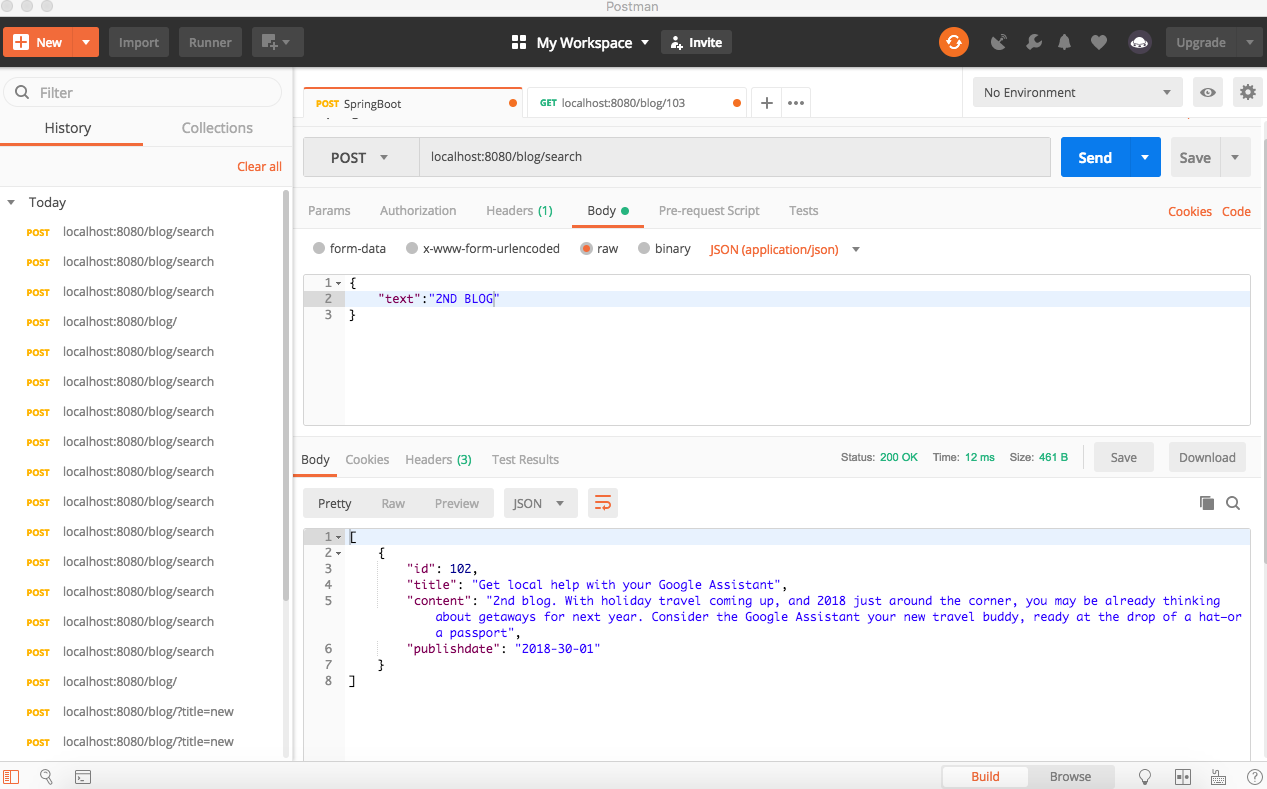 Postman
New
Import
Runner
My Workspace
Invite
Upgrade
Filter
History
Collections
Clear all
Today
POST localhost:8080/blog/search
POST localhost:8080/blog/search
POST localhost:8080/blog/search
POST localhost:8080/blog/
POST localhost:8080/blog/search
POST localhost:8080/blog/search
POST localhost:8080/blog/search
POST localhost:8080/blog/search
POST localhost:8080/blog/search
POST localhost:8080/blog/search
POST localhost:8080/blog/search
POST localhost:8080/blog/search
POST localhost:8080/blog/search
POST localhost:8080/blog/search
POST localhost:8080/blog/search
POST localhost:8080/blog/
POST localhost:8080/blog/?title=new
POST localhost:8080/blog/?title=new
POST SpringBoot
GET localhost:8080/blog/103
No Environment
POST
localhost:8080/blog/search
Send
Save
Params
Authorization
Headers (1)
Body
Pre-request Script
Tests
Cookies
Code
form-data
x-www-form-urlencoded
raw
binary
JSON (application/json)
1 {
2 "text":"2ND BLOG"
3 }
Body
Cookies
Headers (3)
Test Results
Status: 200 OK
Time: 12 ms
Size: 461 B
Save
Download
Pretty
Raw
Preview
JSON
1 [
2 {
3 "id": 102,
4 "title": "Get local help with your Google Assistant",
5 "content": "2nd blog. With holiday travel coming up, and 2018 just around the corner, you may be already thinking
about getaways for next year. Consider the Google Assistant your new travel buddy, ready at the drop of a hat—or
a passport",
6 "publishdate": "2018-30-01"
7 }
8 ]
Build
Browse